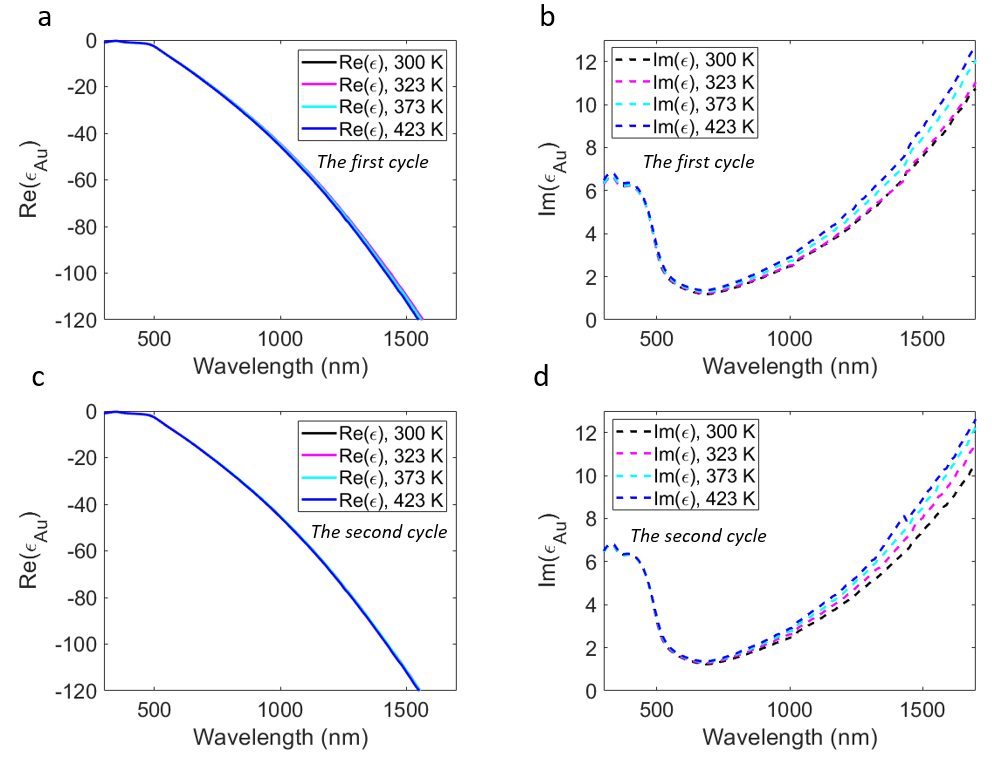 a
0
-20
-40
-60
-80
-100
-120
Re(ϵAu)
Re(ϵ), 300 K
Re(ϵ), 323 K
Re(ϵ), 373 K
Re(ϵ), 423 K
The first cycle
500 1000 1500
Wavelength (nm)
b
12
10
8
6
4
2
0
Im(ϵAu)
Im(ϵ), 300 K
Im(ϵ), 323 K
Im(ϵ), 373 K
Im(ϵ), 423 K
The first cycle
500 1000 1500
Wavelength (nm)
c
0
-20
-40
-60
-80
-100
-120
Re(ϵAu)
Re(ϵ), 300 K
Re(ϵ), 323 K
Re(ϵ), 373 K
Re(ϵ), 423 K
The second cycle
500 1000 1500
Wavelength (nm)
d
12
10
8
6
4
2
0
Im(ϵAu)
Im(ϵ), 300 K
Im(ϵ), 323 K
Im(ϵ), 373 K
Im(ϵ), 423 K
The second cycle
500 1000 1500
Wavelength (nm)